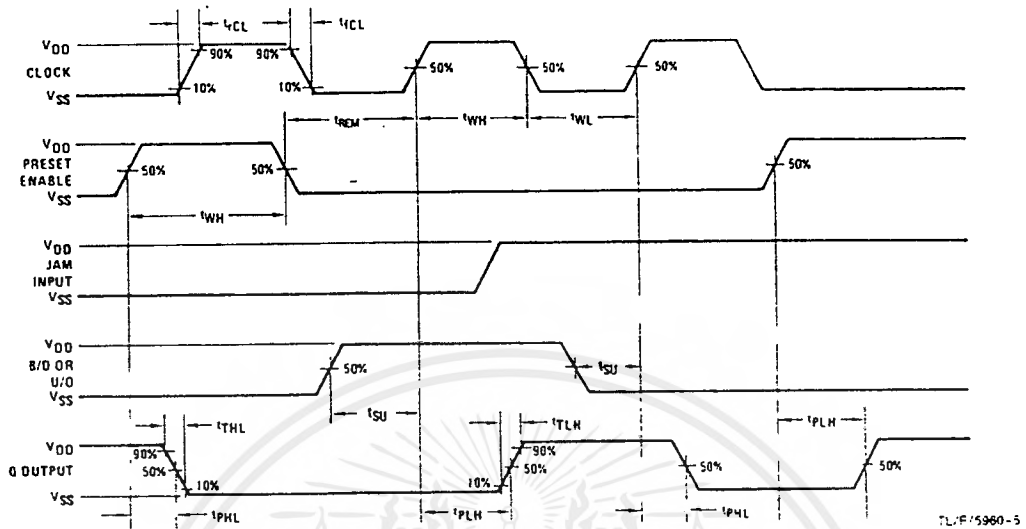 trCL
tfCL
VDD
CLOCK
VSS
90%
10%
90%
10%
50%
50%
50%
tREM
tWH
tWL
VDD
PRESET
ENABLE
VSS
50%
50%
50%
tWH
VDD
JAM
INPUT
VSS
VDD
B/D OR
U/D
VSS
50%
tSU
tSU
tTHL
tTLH
tPLH
VDD
Q OUTPUT
VSS
90%
50%
10%
90%
50%
10%
50%
50%
tPHL
tPLH
tPHL
TL/F/5960-5